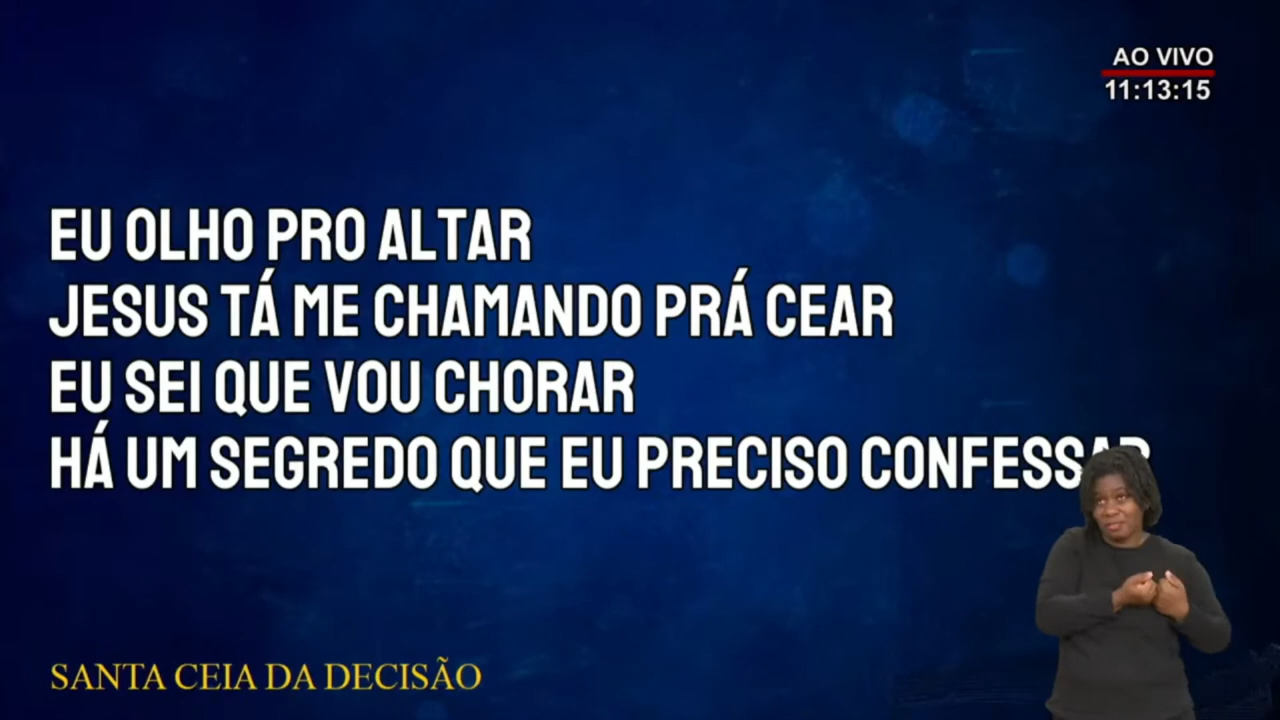 AO VIVO
11:13:15
EU OLHO PRO ALTAR
JESUS TÁ ME CHAMANDO PRÁ CEAR
EU SEI QUE VOU CHORAR
HÁ UM SEGREDO QUE EU PRECISO CONFESSAR
SANTA CEIA DA DECISÃO